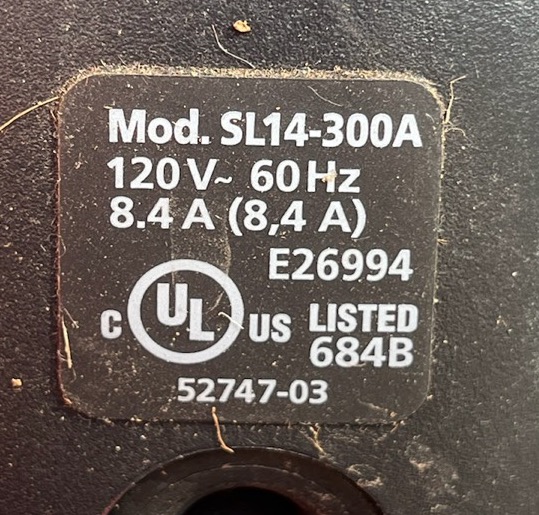 Mod. SL14-300A
120V~ 60Hz
8.4 A (8,4 A)
E26994
C UL US LISTED
684B
52747-03